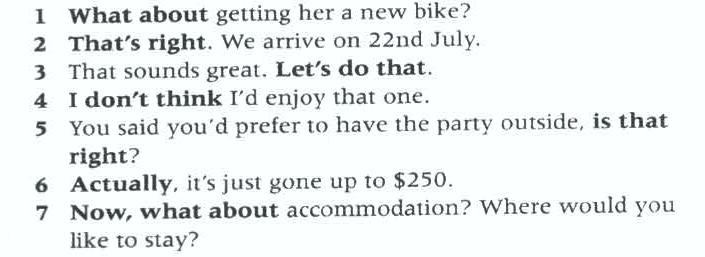 1 What about getting her a new bike?
2 That's right. We arrive on 22nd July.
3 That sounds great. Let's do that.
4 I don't think I'd enjoy that one.
5 You said you'd prefer to have the party outside, is that
right?
6 Actually, it's just gone up to $250.
7 Now, what about accommodation? Where would you
like to stay?